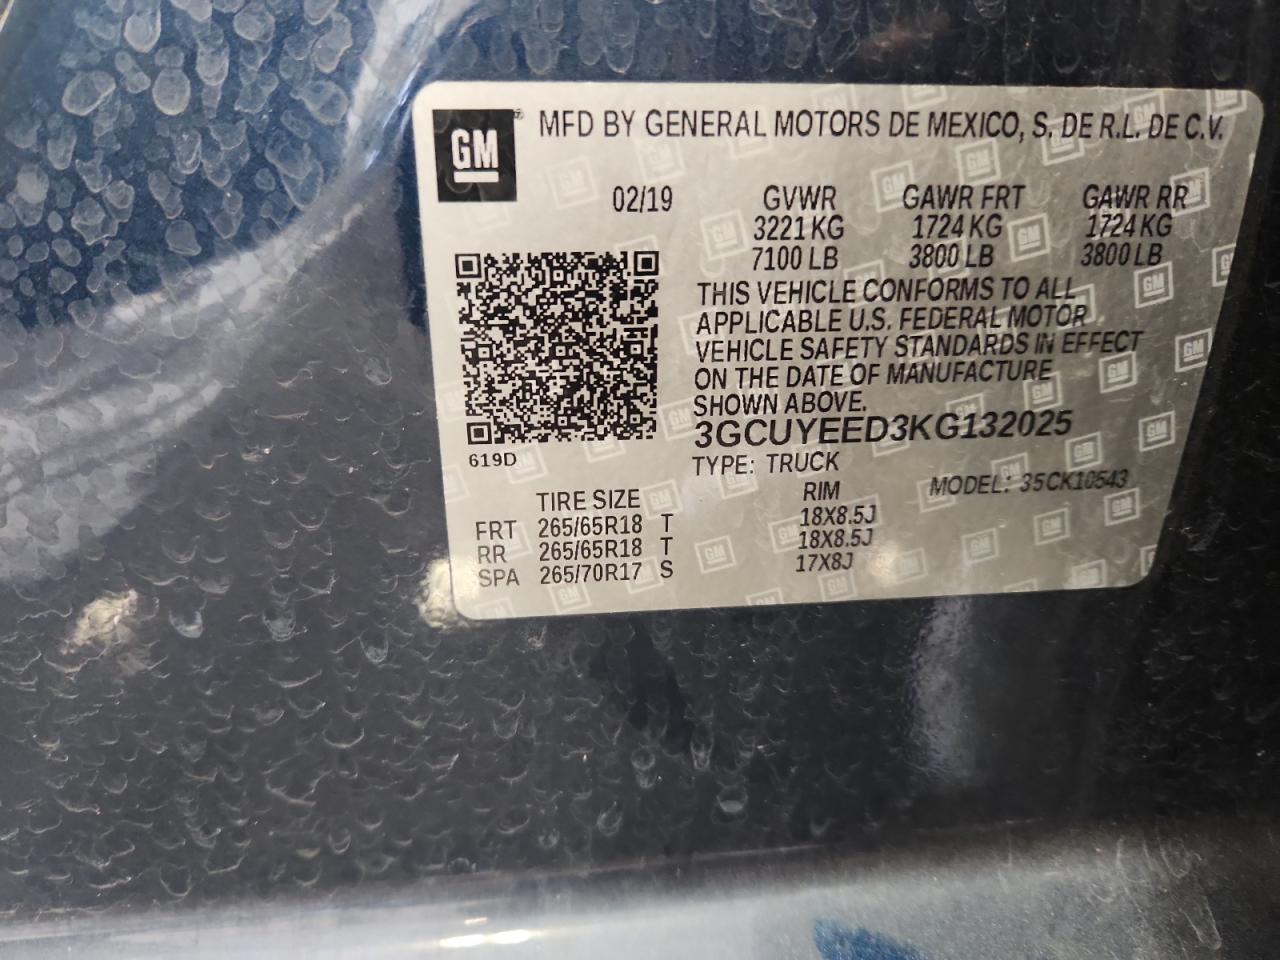 GM MFD BY GENERAL MOTORS DE MEXICO, S. DE R.L. DE C.V.
02/19 GVWR GAWR FRT GAWR RR
3221 KG 1724 KG 1724 KG
7100 LB 3800 LB 3800 LB
THIS VEHICLE CONFORMS TO ALL
APPLICABLE U.S. FEDERAL MOTOR
VEHICLE SAFETY STANDARDS IN EFFECT
ON THE DATE OF MANUFACTURE
SHOWN ABOVE.
3GCUYEED3KG132025
619D
TYPE: TRUCK
MODEL: 35CK10543
TIRE SIZE RIM
FRT 265/65R18 T 18X8.5J
RR 265/65R18 T 18X8.5J
SPA 265/70R17 S 17X8J